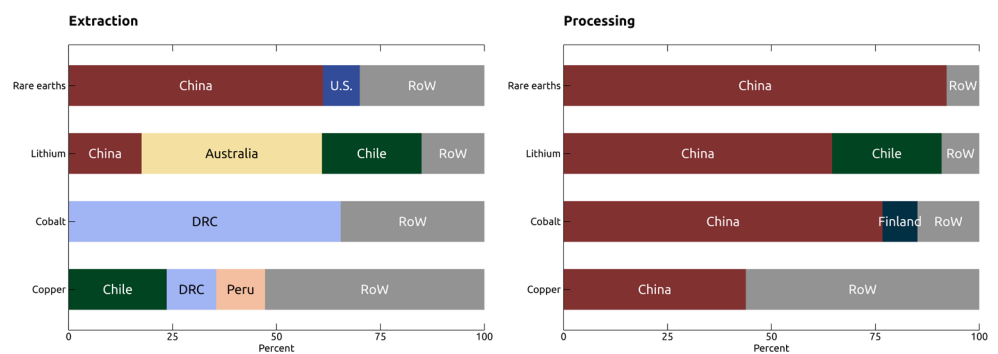 Extraction
Rare earths
China
U.S.
RoW
Lithium
China
Australia
Chile
RoW
Cobalt
DRC
RoW
Copper
Chile
DRC
Peru
RoW
0
25
50
75
100
Percent
Processing
Rare earths
China
RoW
Lithium
China
Chile
RoW
Cobalt
China
Finland
RoW
Copper
China
RoW
0
25
50
75
100
Percent